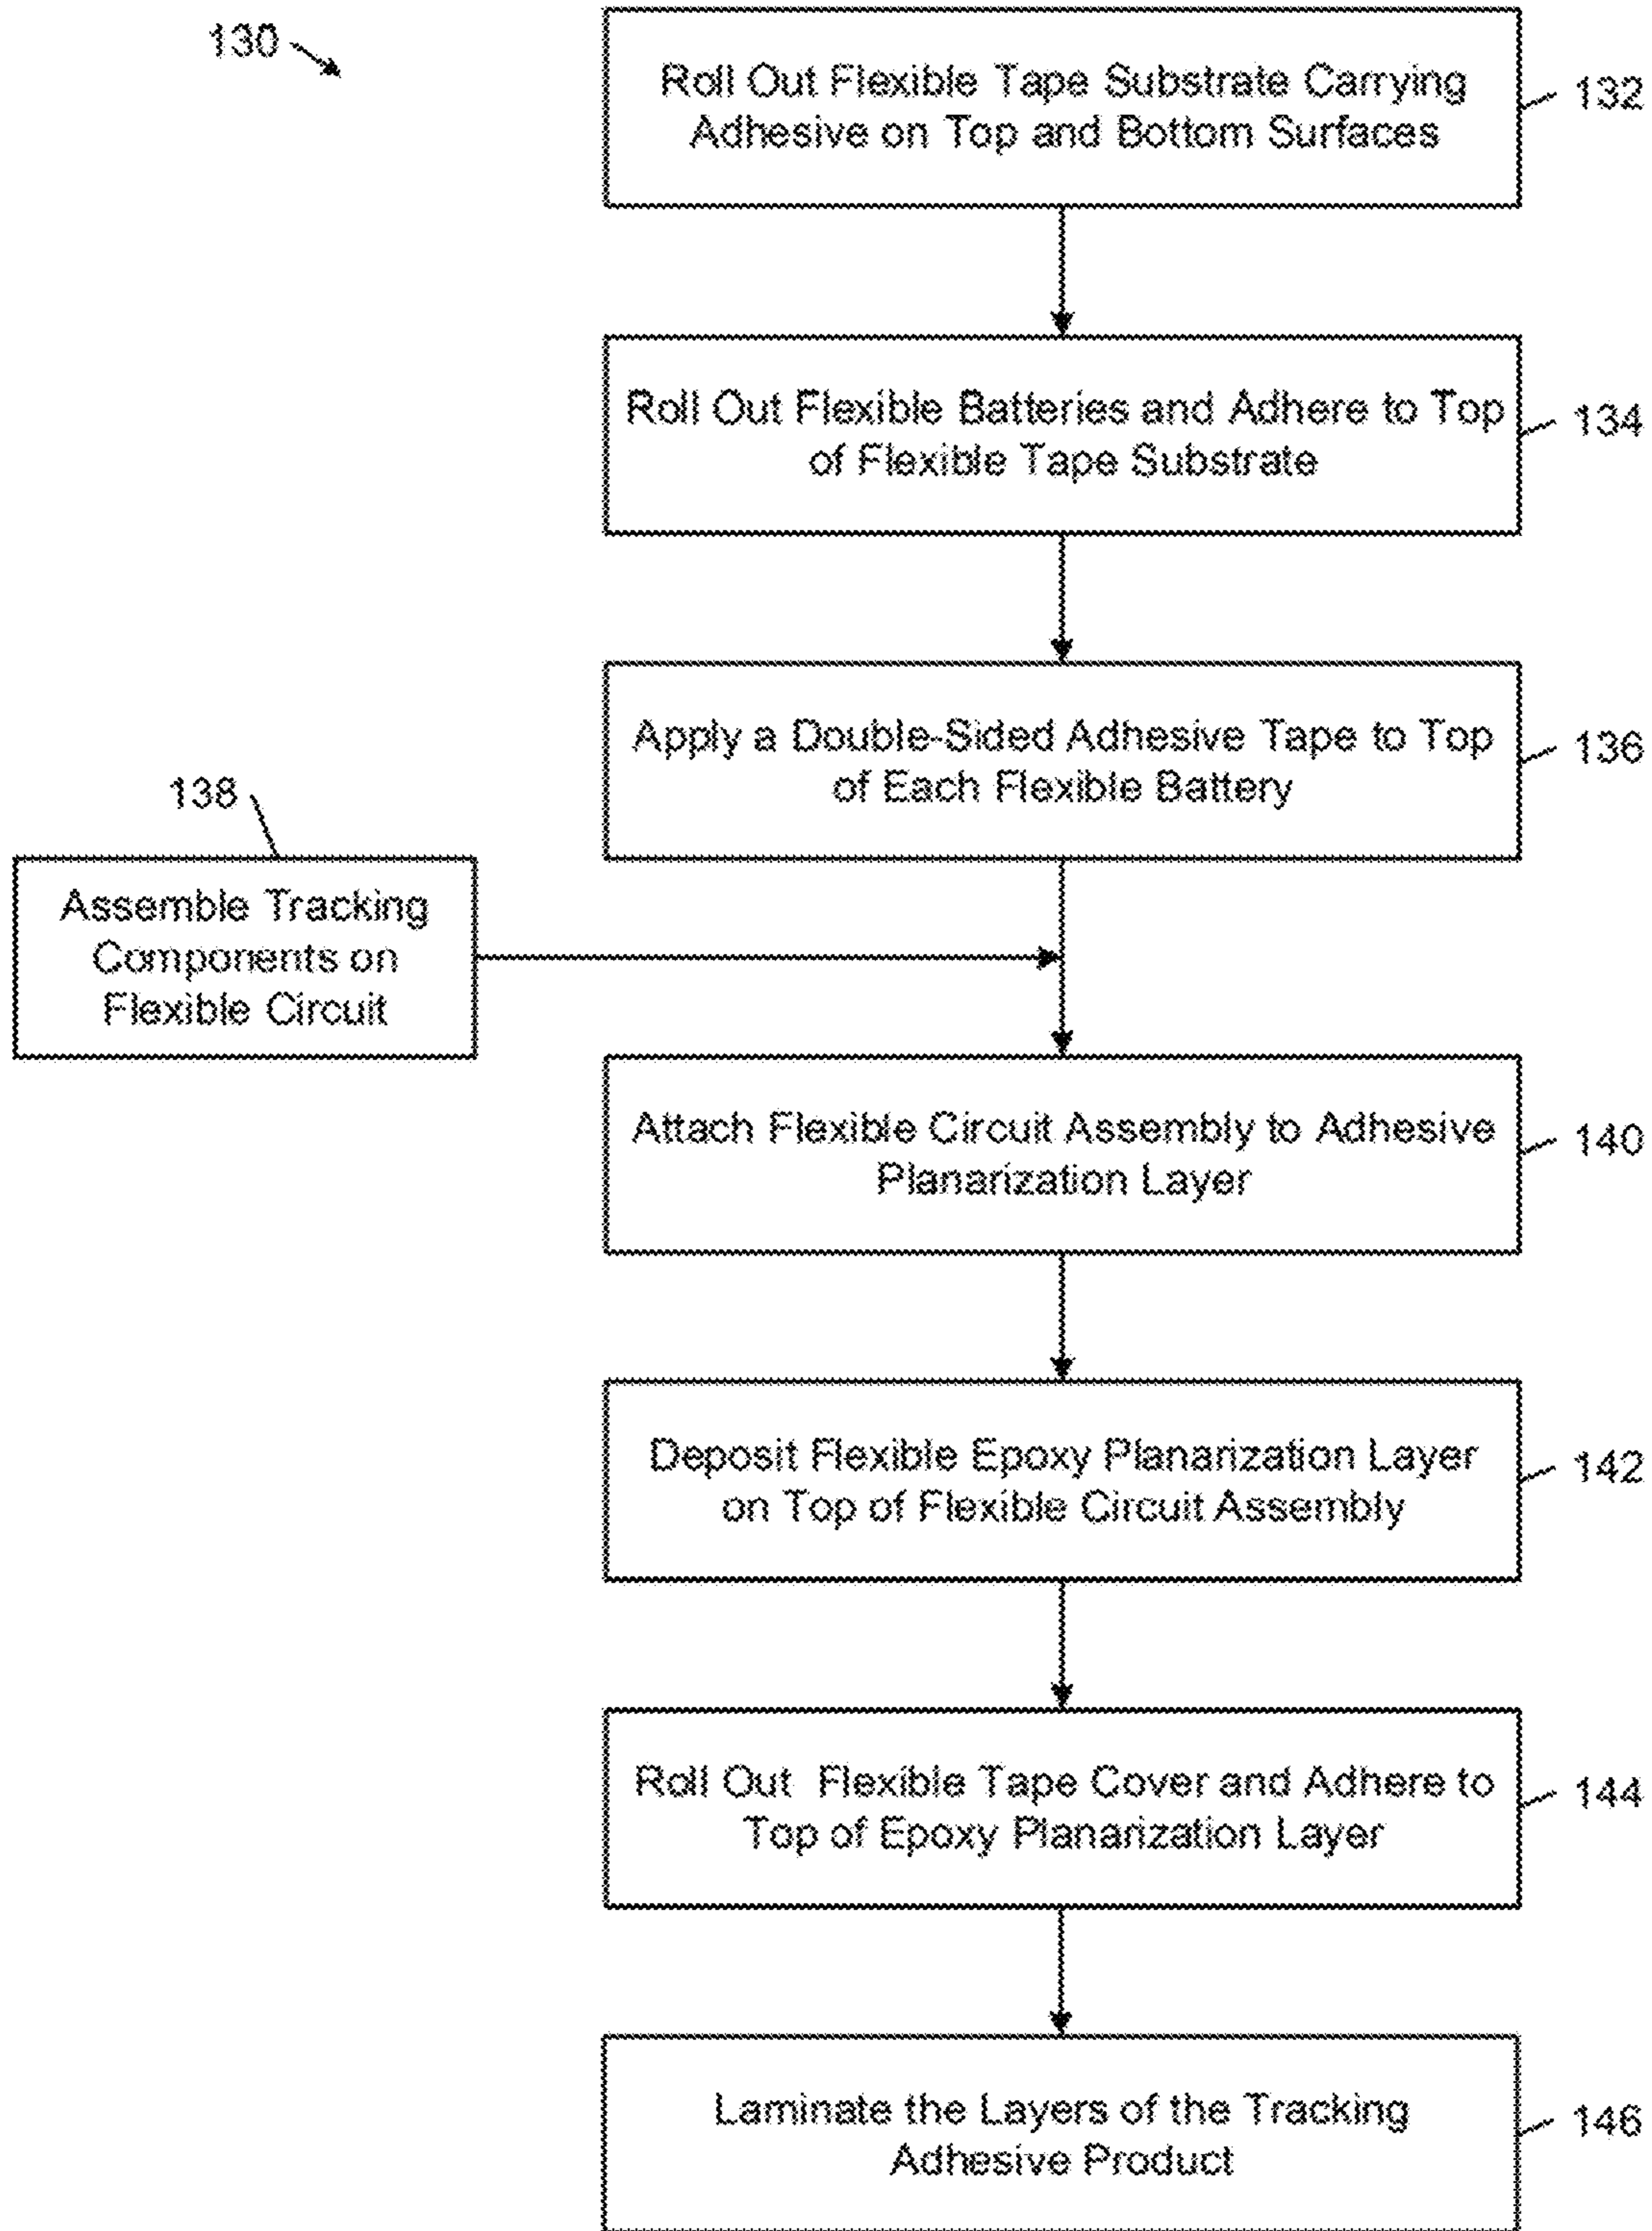 130
Roll Out Flexible Tape Substrate Carrying
Adhesive on Top and Bottom Surfaces
132
Roll Out Flexible Batteries and Adhere to Top
of Flexible Tape Substrate
134
Apply a Double-Sided Adhesive Tape to Top
of Each Flexible Battery
136
138
Assemble Tracking
Components on
Flexible Circuit
Attach Flexible Circuit Assembly to Adhesive
Planarization Layer
140
Deposit Flexible Epoxy Planarization Layer
on Top of Flexible Circuit Assembly
142
Roll Out Flexible Tape Cover and Adhere to
Top of Epoxy Planarization Layer
144
Laminate the Layers of the Tracking
Adhesive Product
146